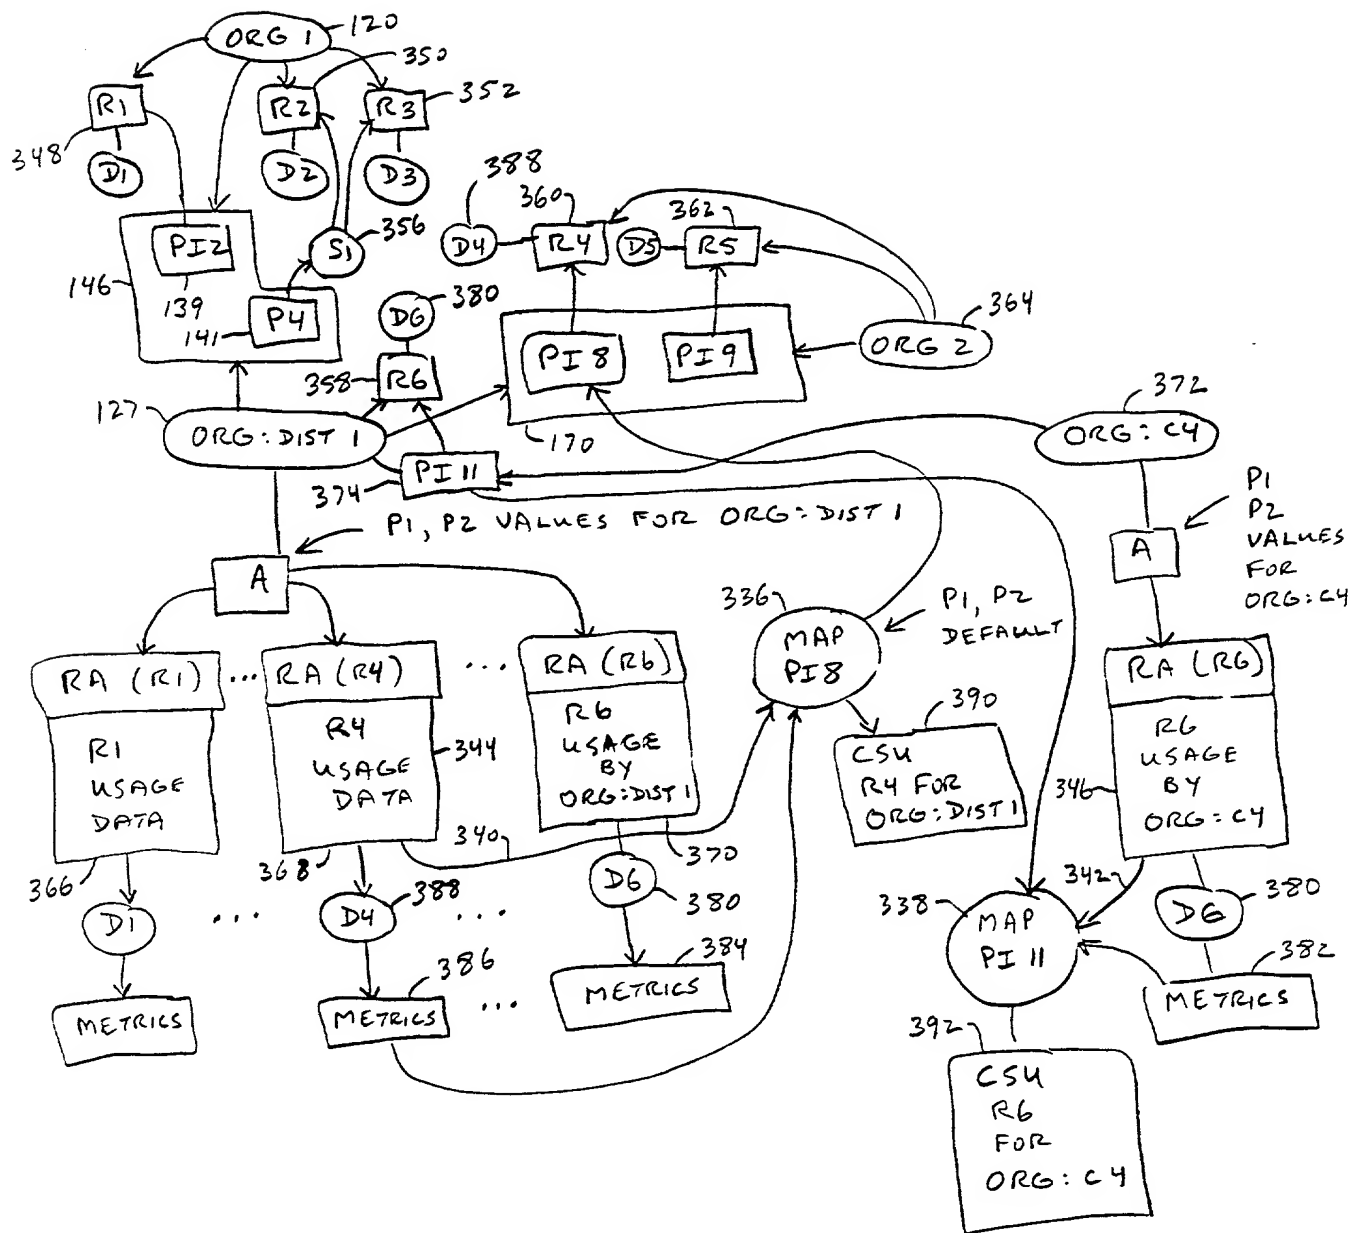 ORG 1
120
350
352
R1
R2
R3
348
D1
D2
D3
388
360
362
356
S1
D4
R4
D5
R5
PI2
146
139
P4
141
D6
380
364
ORG 2
PI 8
PI 9
358
R6
372
127
ORG:DIST 1
170
ORG: C4
374
PI 11
P1, P2 VALUES FOR ORG:DIST 1
P1
P2
VALUES
FOR
ORG:C4
A
A
336
MAP
PI8
P1, P2
DEFAULT
RA (R1)
...
RA (R4)
...
RA (R6)
RA (R6)
R1
USAGE
DATA
R4
USAGE
DATA
344
R6
USAGE
BY
ORG:DIST 1
390
CSU
R4 FOR
ORG:DIST 1
R6
USAGE
BY
ORG: C4
346
340
366
368
370
342
D1
...
D4
388
...
D6
380
338
MAP
PI 11
D6
380
METRICS
METRICS
386
...
METRICS
384
METRICS
382
392
CSU
R6
FOR
ORG: C4